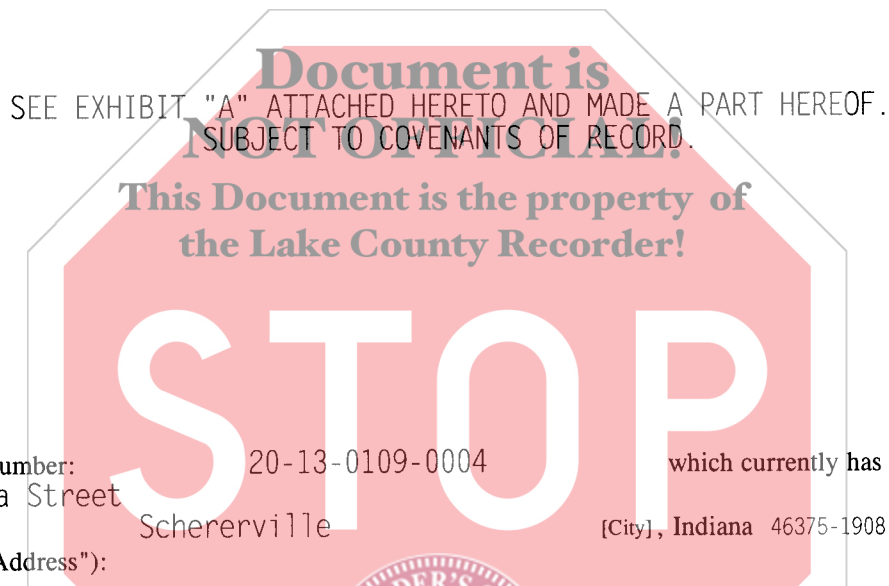 Document is
SEE EXHIBIT "A" ATTACHED HERETO AND MADE A PART HEREOF.
NOT OFFICIAL!
SUBJECT TO COVENANTS OF RECORD.
This Document is the property of
the Lake County Recorder!
STOP
umber: 20-13-0109-0004 which currently has
a Street
Schererville [City], Indiana 46375-1908
Address"):
DER'S